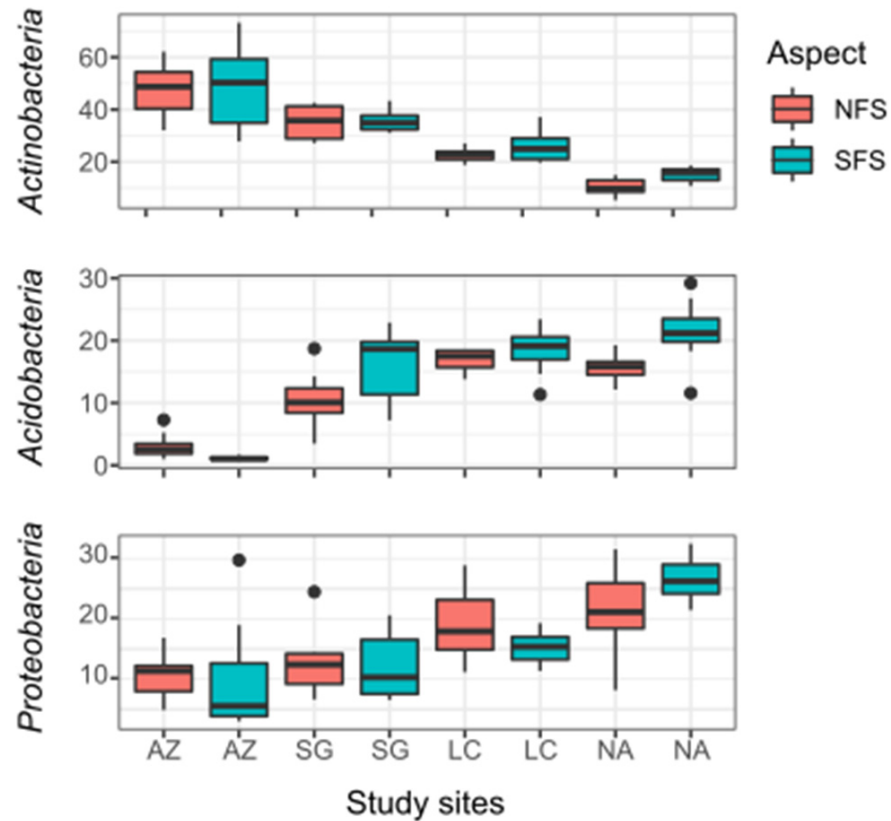 Actinobacteria
60
40
20
Aspect
NFS
SFS
Acidobacteria
30
20
10
0
Proteobacteria
30
20
10
AZ AZ SG SG LC LC NA NA
Study sites